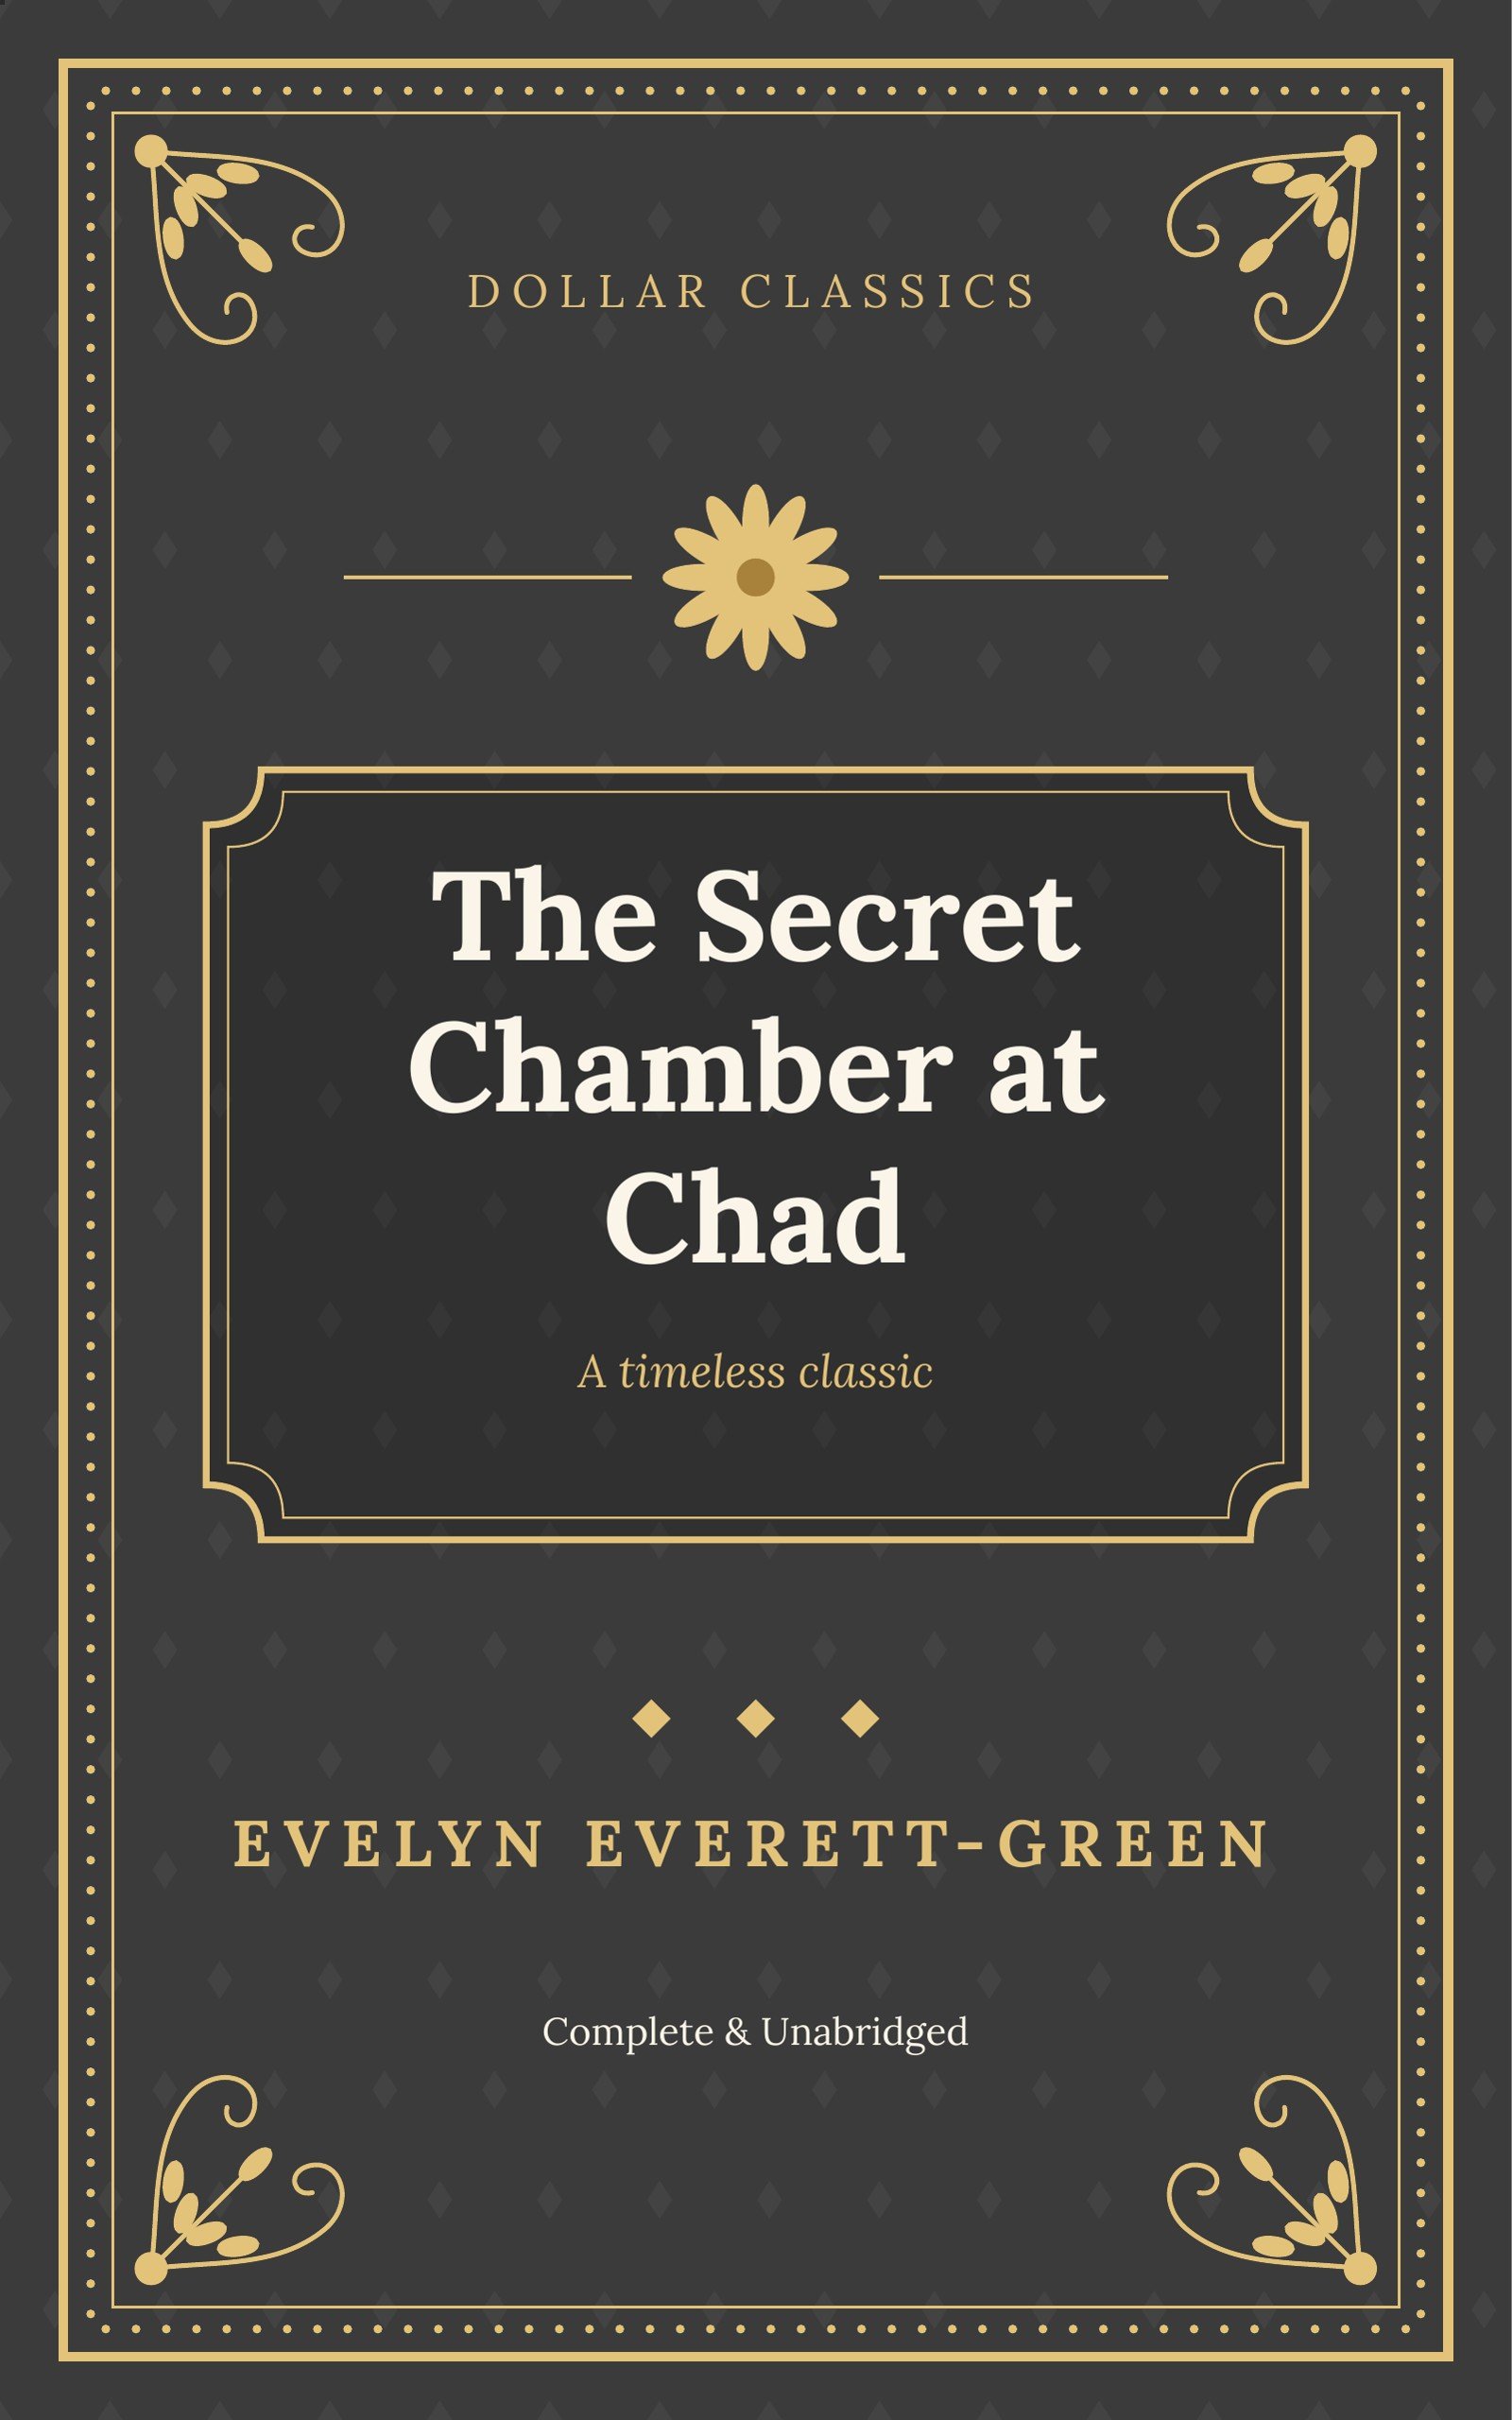 DOLLAR CLASSICS
The Secret
Chamber at
Chad
A timeless classic
EVELYN EVERETT-GREEN
Complete & Unabridged